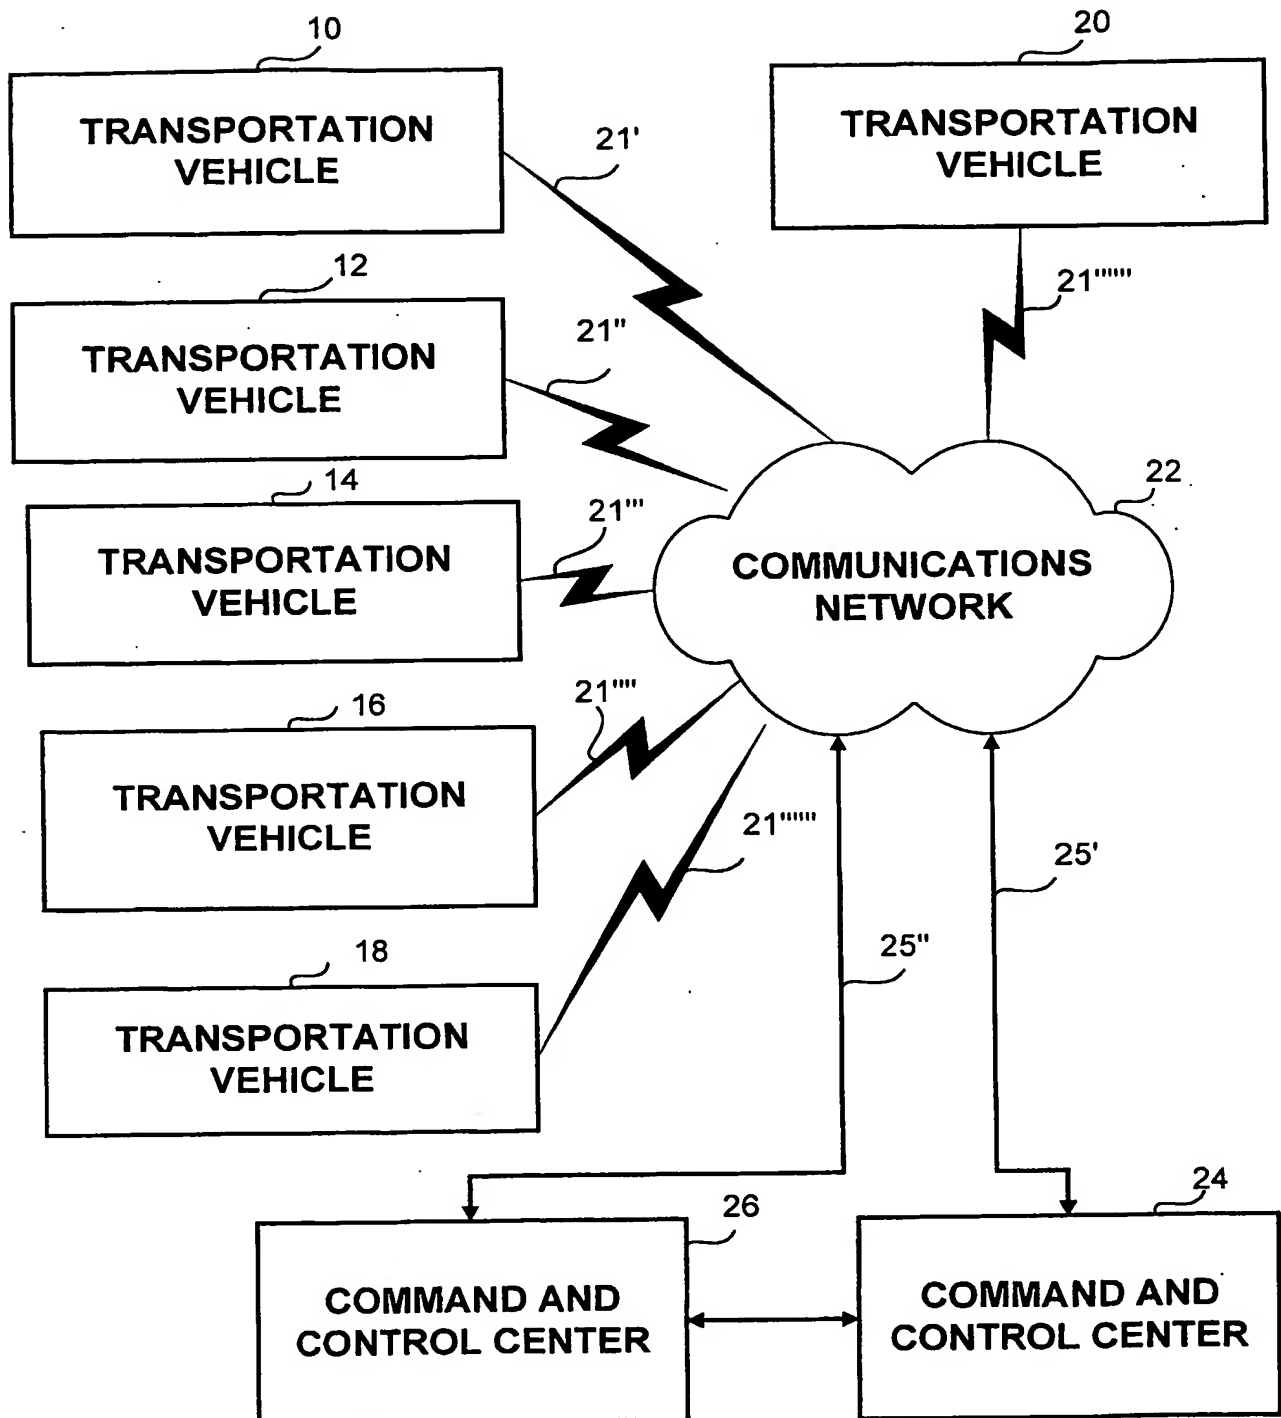 10
TRANSPORTATION
VEHICLE
20
TRANSPORTATION
VEHICLE
21'
12
TRANSPORTATION
VEHICLE
21''
21''''''
14
TRANSPORTATION
VEHICLE
21'''
22
COMMUNICATIONS
NETWORK
16
TRANSPORTATION
VEHICLE
21''''
18
TRANSPORTATION
VEHICLE
21'''''
25'
25''
26
COMMAND AND
CONTROL CENTER
24
COMMAND AND
CONTROL CENTER